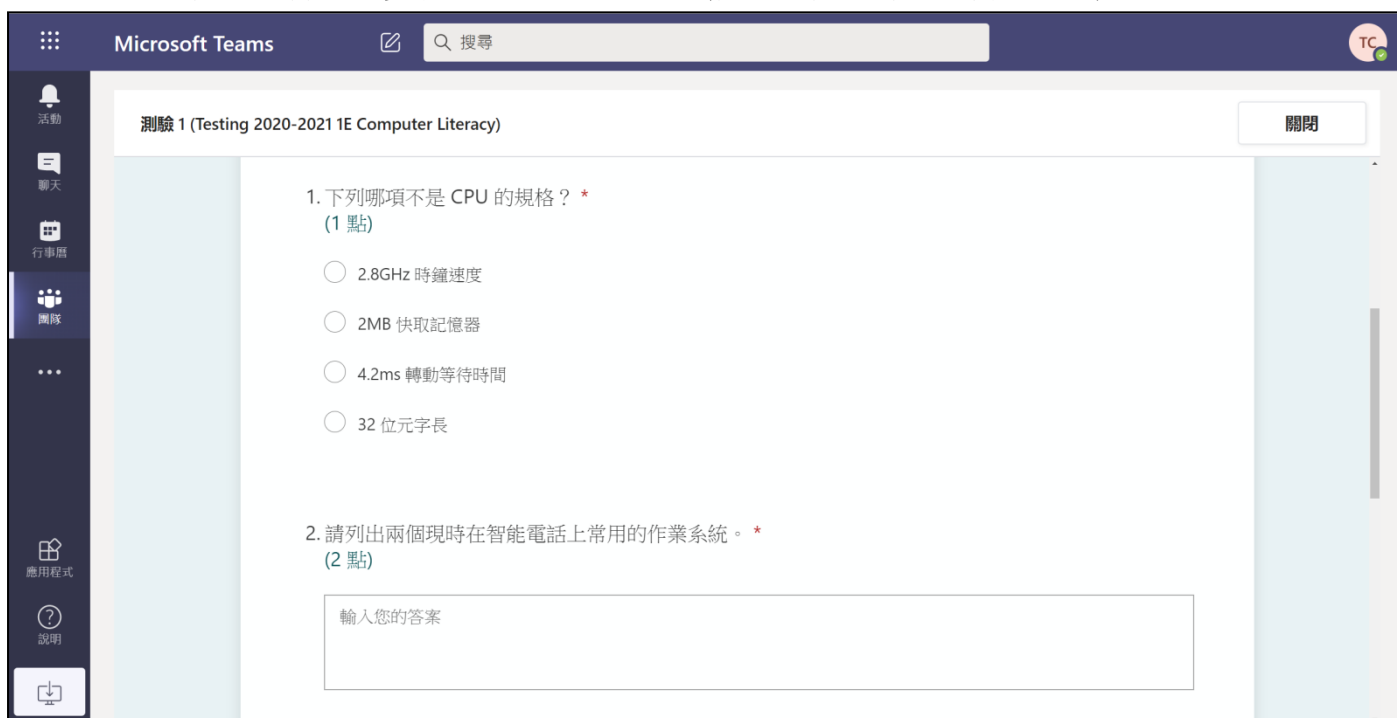 Microsoft Teams
搜尋
TC
活動
聊天
行事曆
團隊
應用程式
說明
測驗 1 (Testing 2020-2021 1E Computer Literacy)
關閉
1. 下列哪項不是 CPU 的規格？ *
(1 點)
2.8GHz 時鐘速度
2MB 快取記憶器
4.2ms 轉動等待時間
32 位元字長
2. 請列出兩個現時在智能電話上常用的作業系統。 *
(2 點)
輸入您的答案